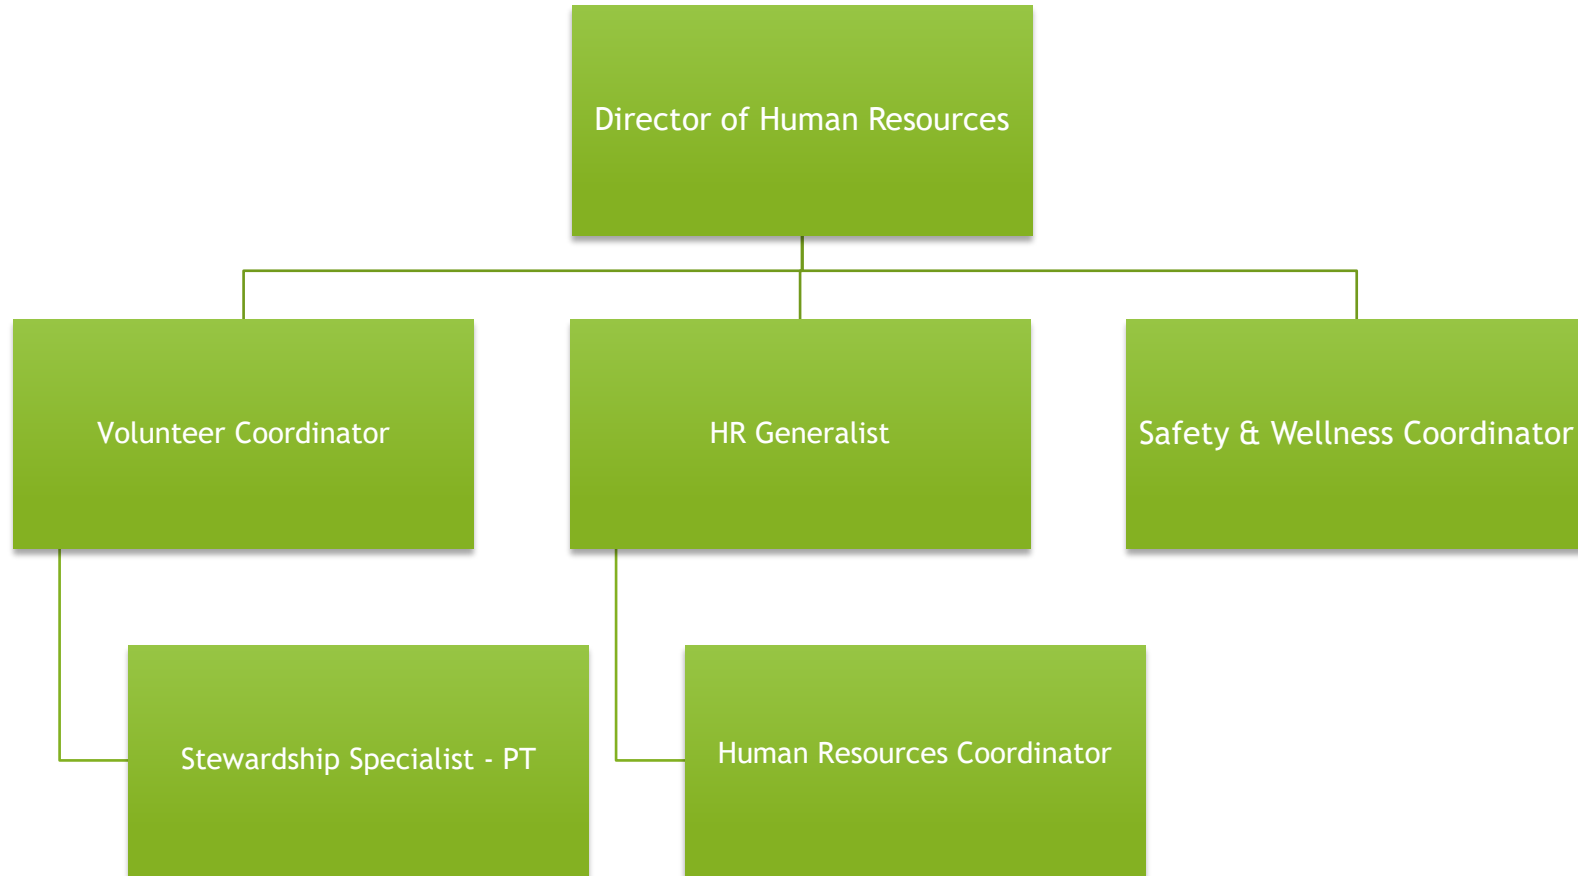 Director of Human Resources
Volunteer Coordinator
HR Generalist
Safety & Wellness Coordinator
Stewardship Specialist - PT
Human Resources Coordinator